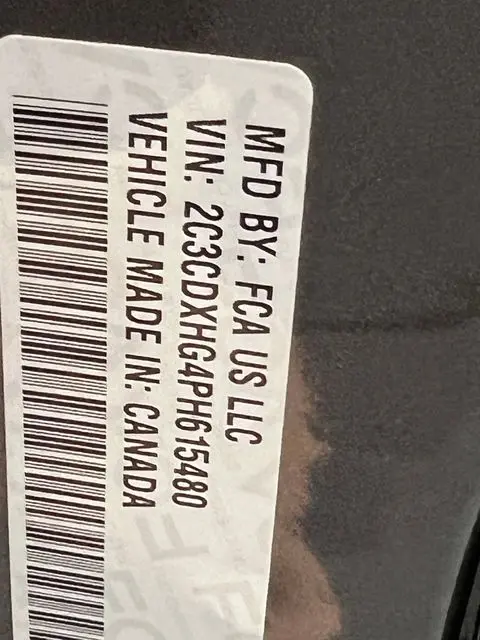 MFD BY: FCA US LLC
VIN: 2C3CDXHG4PH615480
VEHICLE MADE IN: CANADA